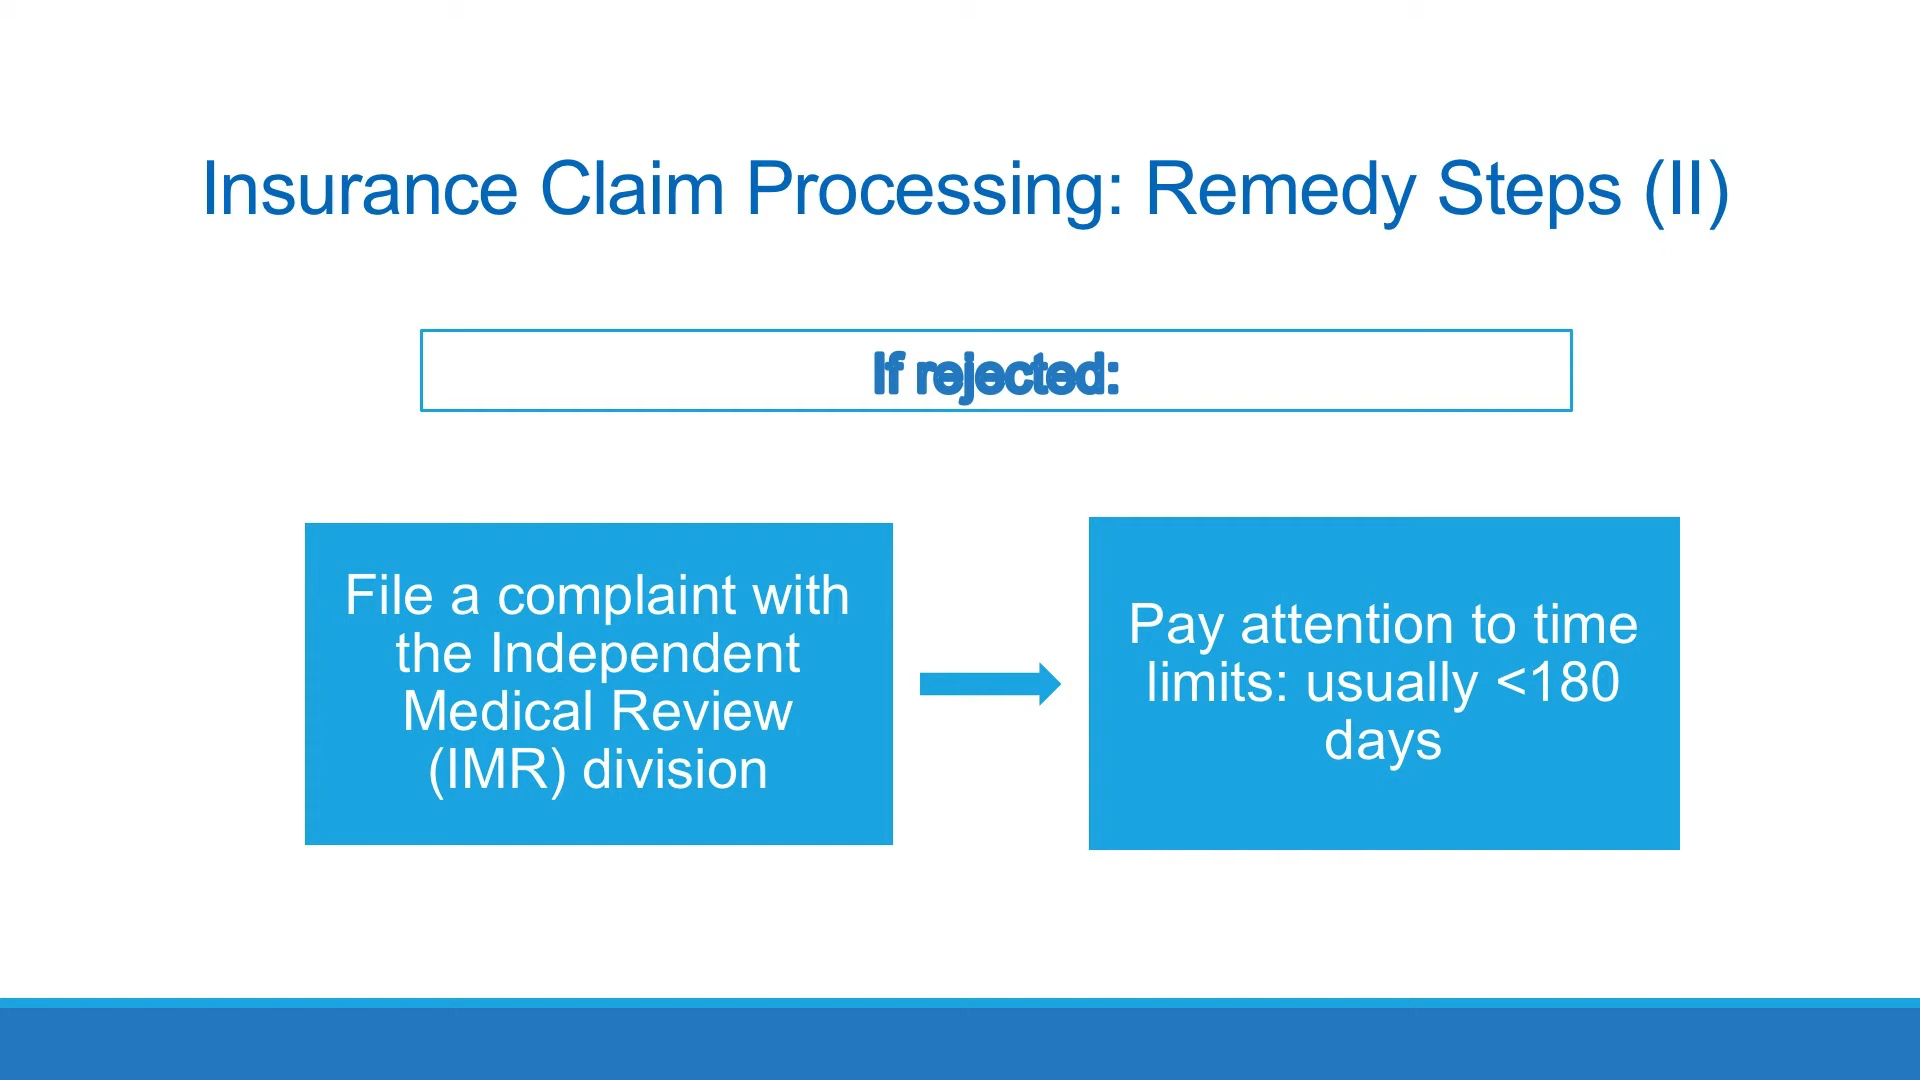 Insurance Claim Processing: Remedy Steps (II)
If rejected:
File a complaint with
the Independent
Medical Review
(IMR) division
Pay attention to time
limits: usually <180
days